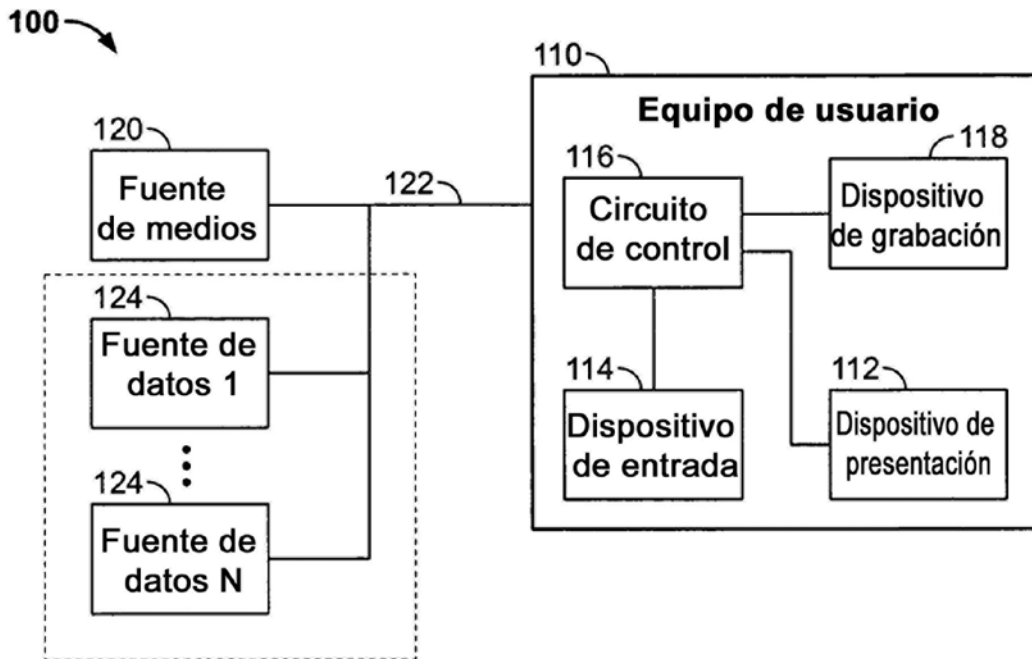 100
120
Fuente
de medios
122
124
Fuente de
datos 1
124
Fuente de
datos N
110
Equipo de usuario
116
Circuito
de control
118
Dispositivo
de grabación
114
Dispositivo
de entrada
112
Dispositivo de
presentación